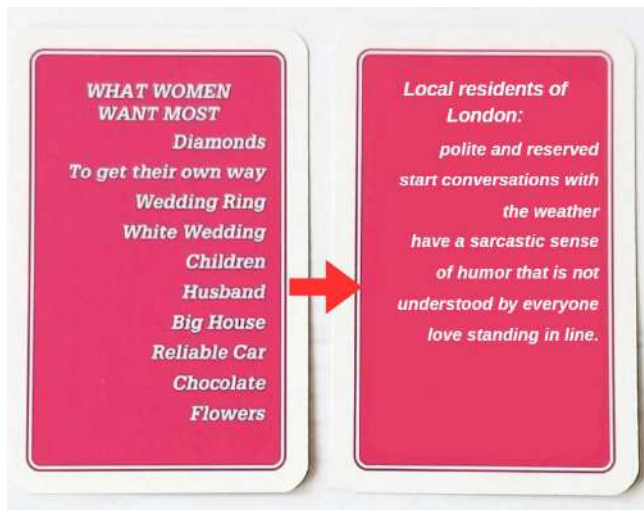 WHAT WOMEN
WANT MOST
Diamonds
To get their own way
Wedding Ring
White Wedding
Children
Husband
Big House
Reliable Car
Chocolate
Flowers
Local residents of
London:
polite and reserved
start conversations with
the weather
have a sarcastic sense
of humor that is not
understood by everyone
love standing in line.